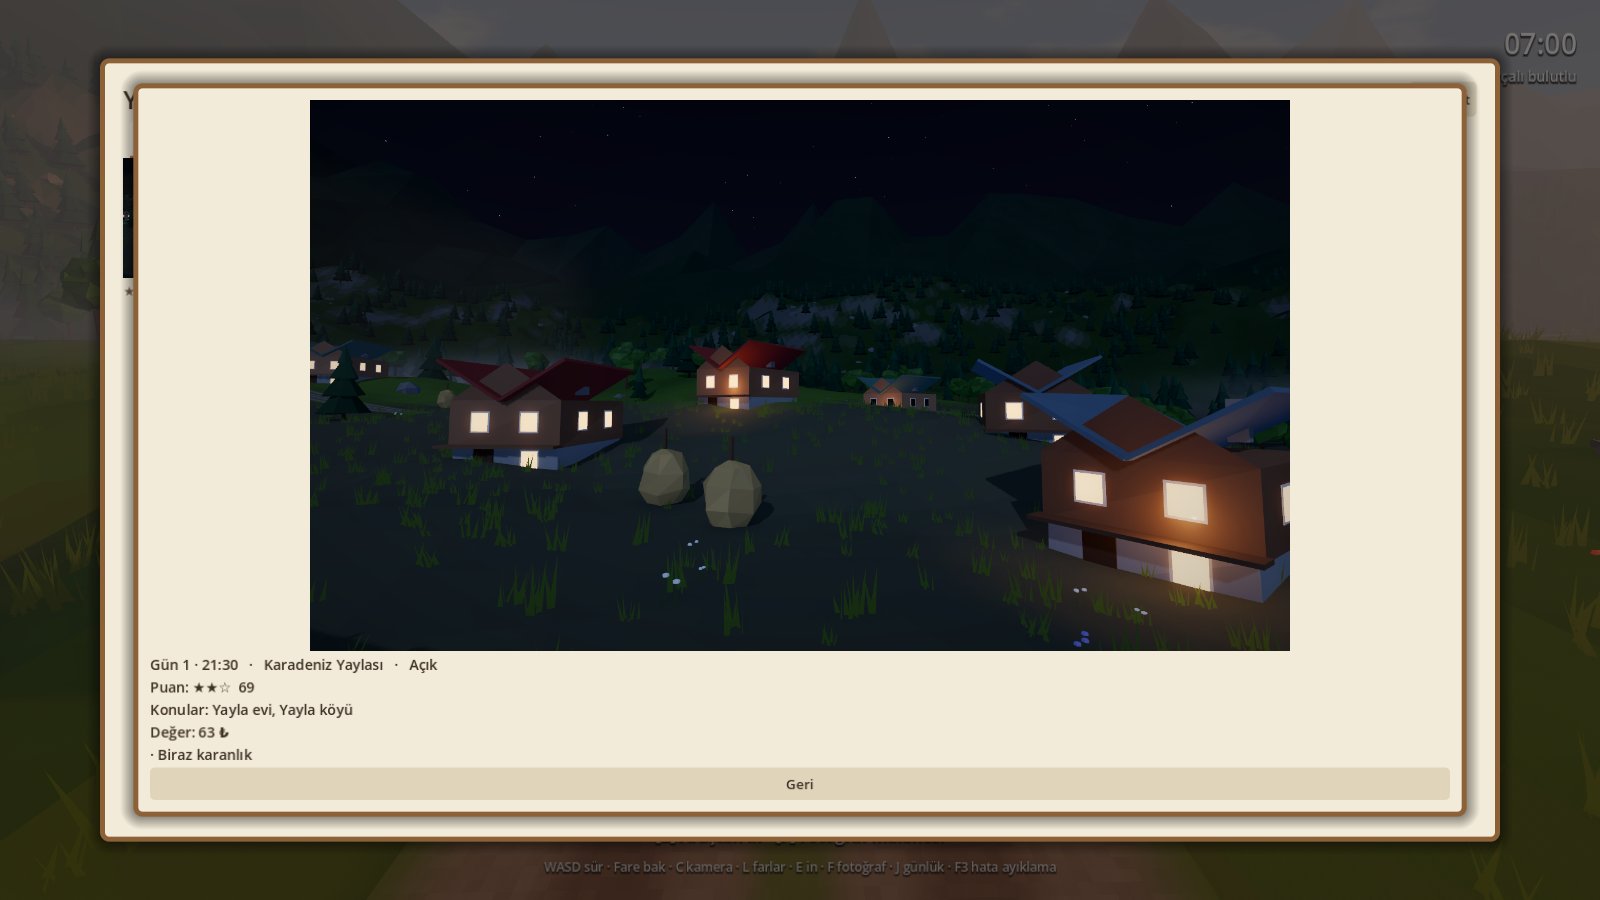 07:00
çalı bulutlu
Gün 1 · 21:30 · Karadeniz Yaylası · Açık
Puan: ★★☆ 69
Konular: Yayla evi, Yayla köyü
Değer: 63 ₺
· Biraz karanlık
Geri
WASD sür · Fare bak · C kamera · L farlar · E in · F fotoğraf · J günlük · F3 hata ayıklama